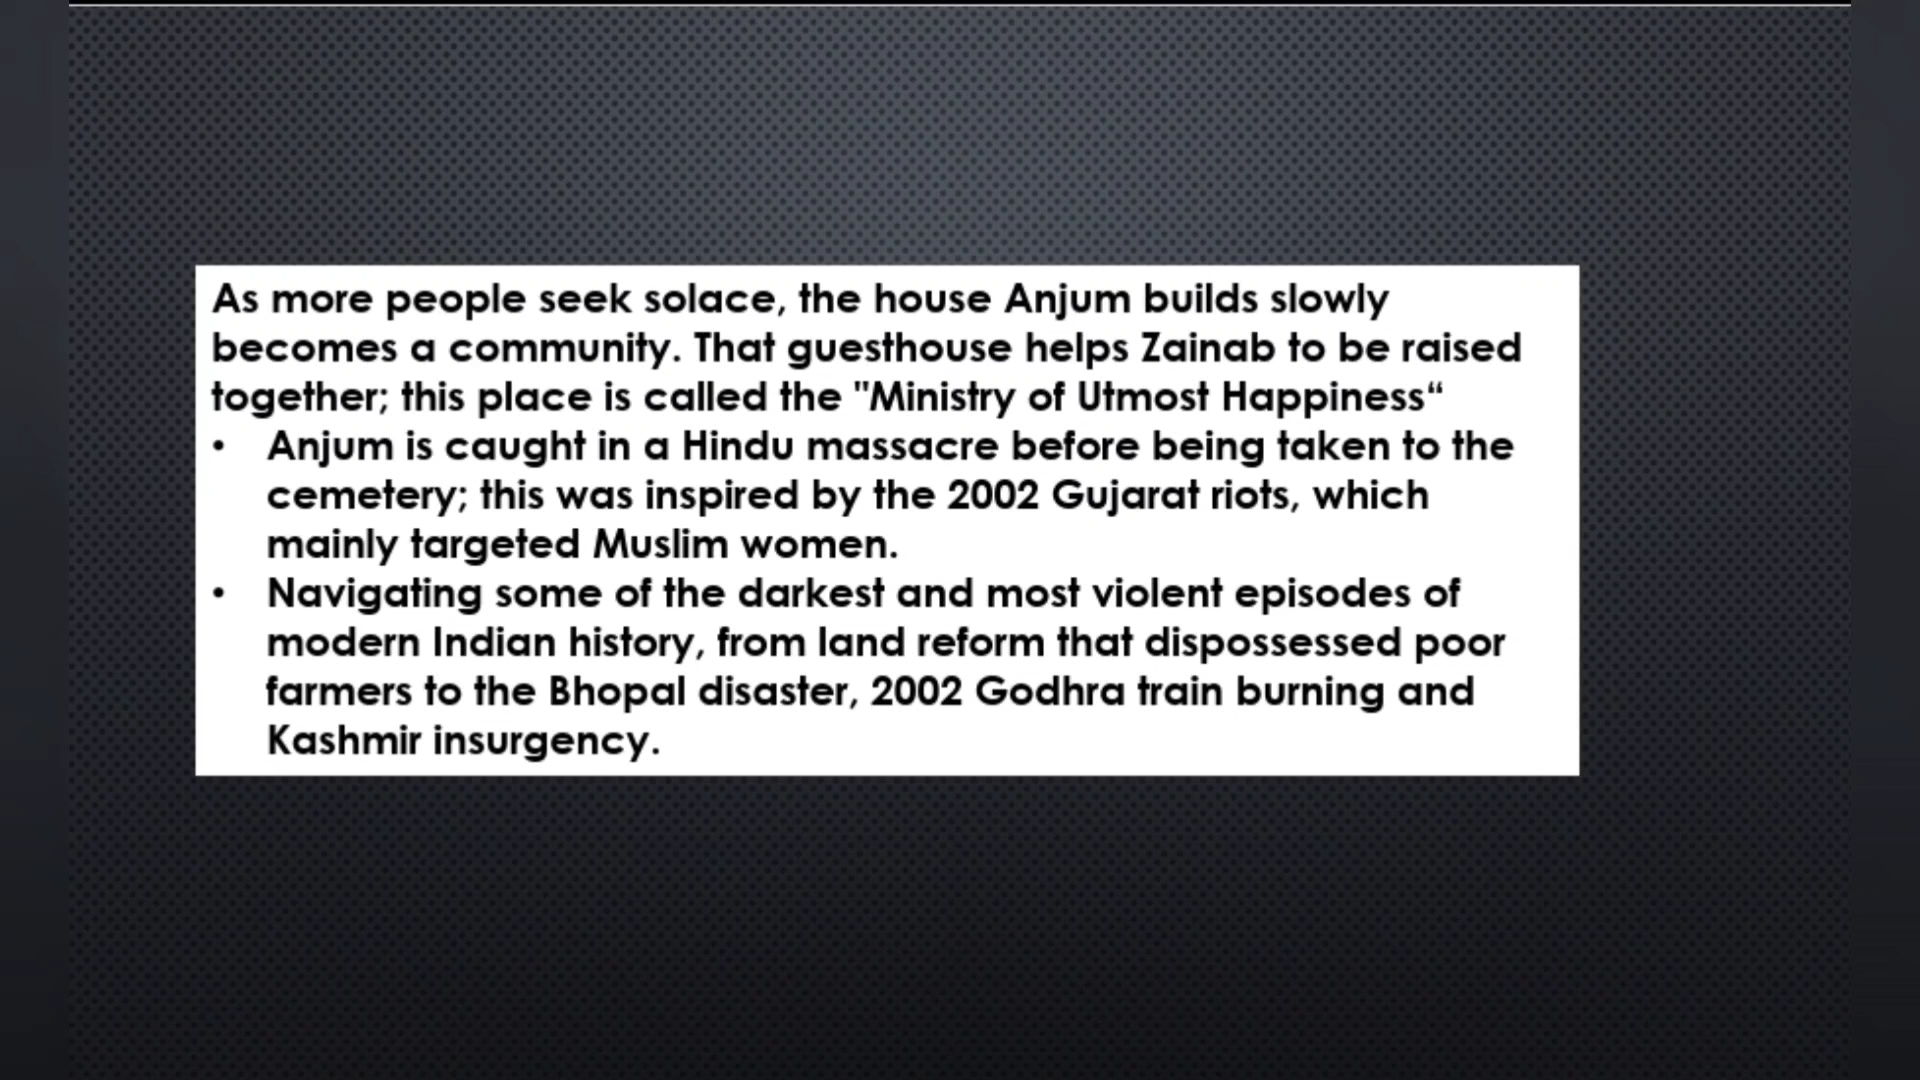 As more people seek solace, the house Anjum builds slowly
becomes a community. That guesthouse helps Zainab to be raised
together; this place is called the "Ministry of Utmost Happiness“
• Anjum is caught in a Hindu massacre before being taken to the
cemetery; this was inspired by the 2002 Gujarat riots, which
mainly targeted Muslim women.
• Navigating some of the darkest and most violent episodes of
modern Indian history, from land reform that dispossessed poor
farmers to the Bhopal disaster, 2002 Godhra train burning and
Kashmir insurgency.